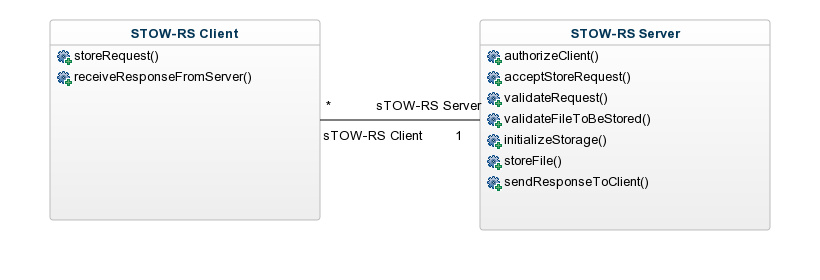 STOW-RS Client
storeRequest()
receiveResponseFromServer()
* sTOW-RS Server
sTOW-RS Client 1
STOW-RS Server
authorizeClient()
acceptStoreRequest()
validateRequest()
validateFileToBeStored()
initializeStorage()
storeFile()
sendResponseToClient()